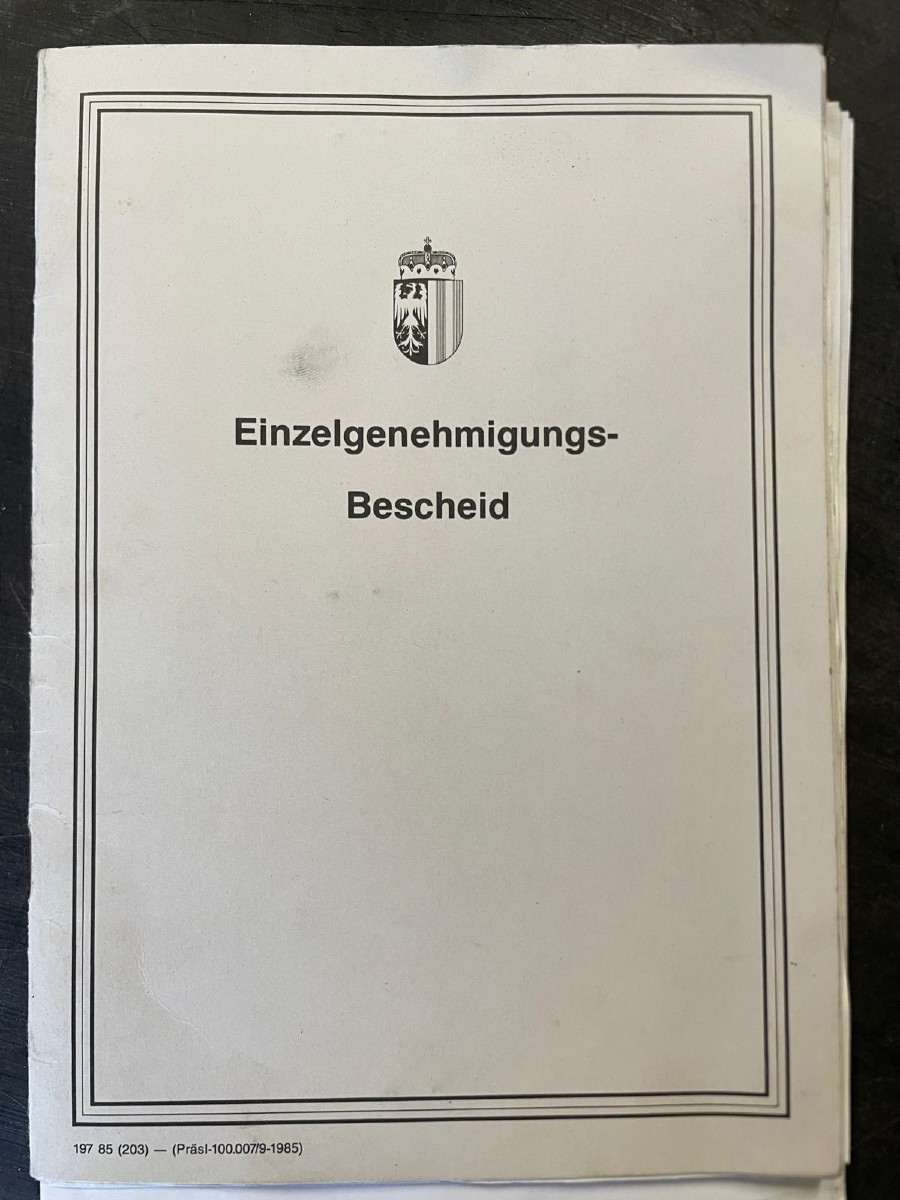 Einzelgenehmigungs-
Bescheid
197 85 (203) — (Präsl-100.007/9-1985)